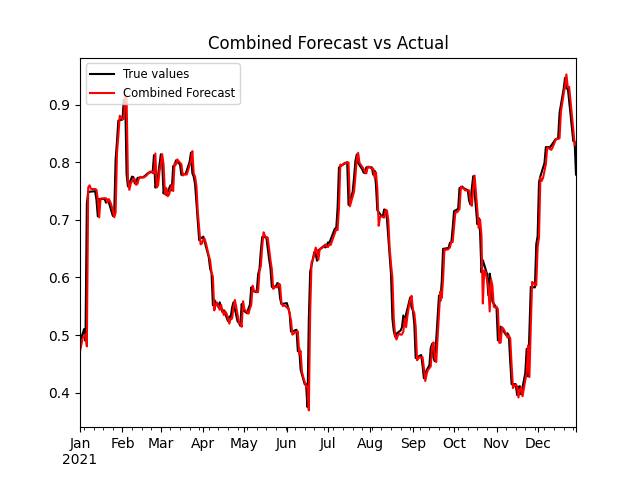 Combined Forecast vs Actual
True values
Combined Forecast
0.9
0.8
0.7
0.6
0.5
0.4
Jan Feb Mar Apr May Jun Jul Aug Sep Oct Nov Dec
2021